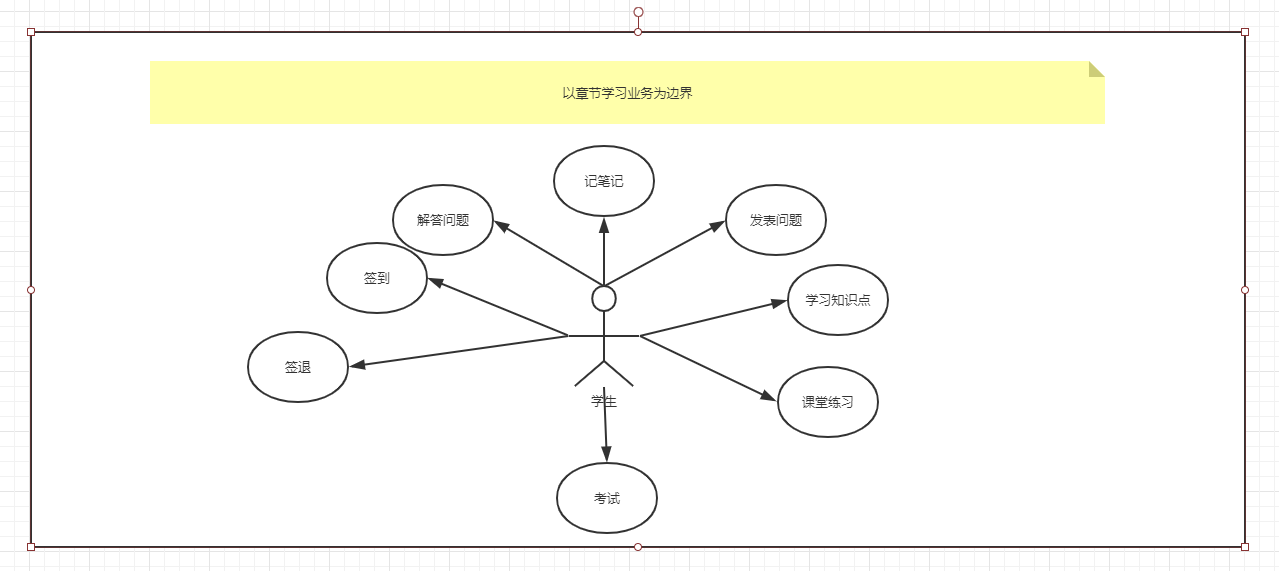 以章节学习业务为边界
记笔记
解答问题
发表问题
签到
学习知识点
签退
课堂练习
学生
考试